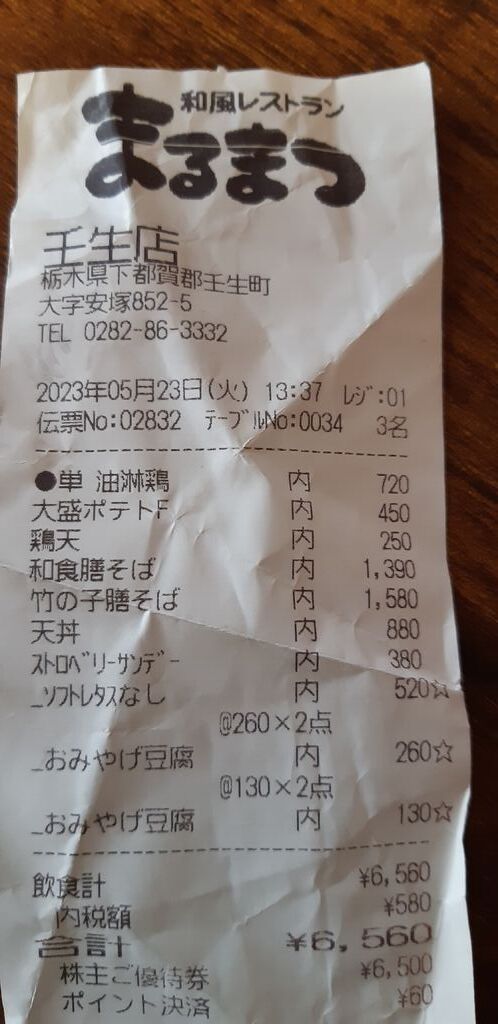 和風レストラン
まるまつ
壬生店
栃木県下都賀郡壬生町
大字安塚852-5
TEL 0282-86-3332
2023年05月23日(火) 13:37 レジ:01
伝票No:02832 テーブルNo:0034 3名
●単 油淋鶏 内 720
大盛ポテトF 内 450
鶏天 内 250
和食膳そば 内 1,390
竹の子膳そば 内 1,580
天丼 内 880
ストロベリーサンデー 内 380
_ソフトレタスなし 内 520☆
@260×2点
_おみやげ豆腐 内 260☆
@130×2点
_おみやげ豆腐 内 130☆
飲食計 ¥6,560
内税額 ¥580
合計 ¥6,560
株主ご優待券 ¥6,500
ポイント決済 ¥60